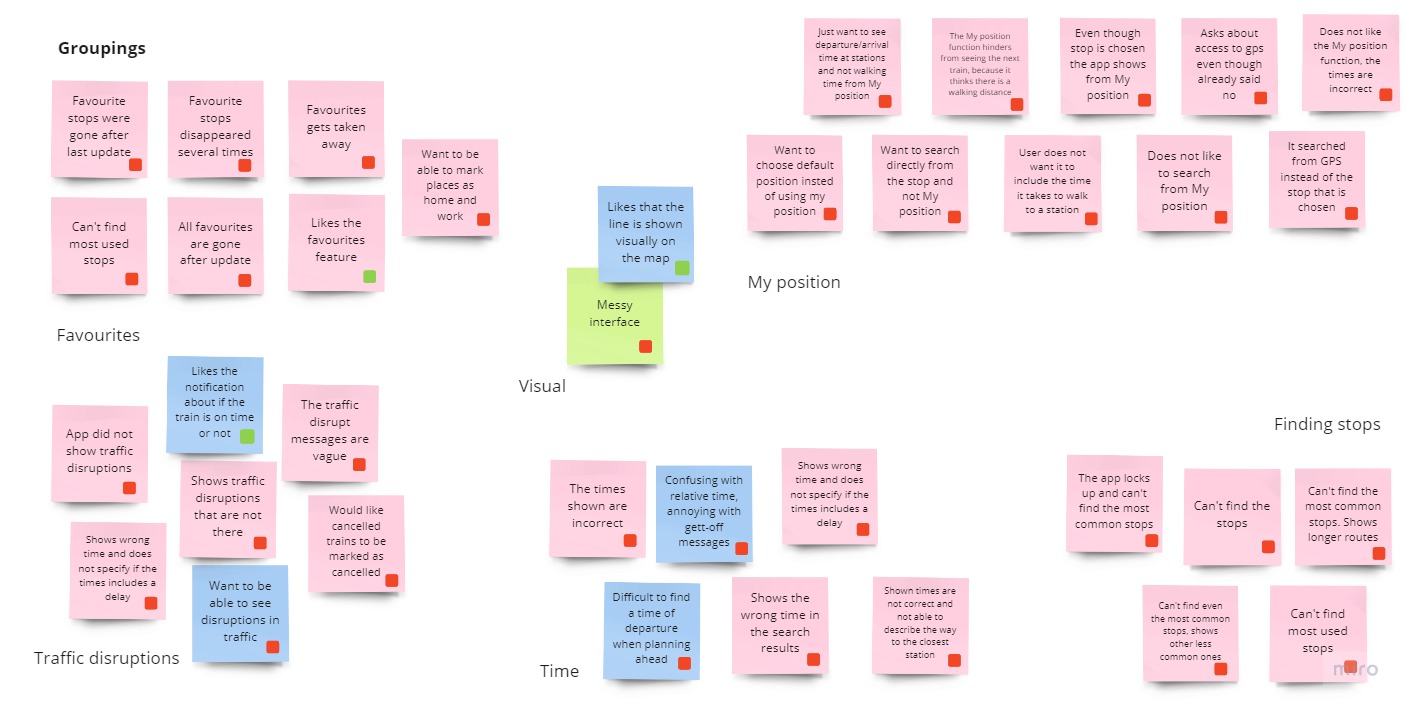 Groupings
Favourite
stops were
gone after
last update
Favourite
stops
disappeared
several times
Favourites
gets taken
away
Want to be
able to mark
places as
home and
work
Can't find
most used
stops
All favourites
are gone
after update
Likes the
favourites
feature
Favourites
Likes that the
line is shown
visually on
the map
Messy
interface
Visual
Just want to see
departure/arrival
time at stations
and not walking
time from My
position
The My position
function hinders
from seeing the next
train, because it
thinks there is a
walking distance
Even though
stop is chosen
the app shows
from My
position
Asks about
access to gps
even though
already said
no
Does not like
the My position
function, the
times are
incorrect
Want to
choose default
position insted
of using my
position
Want to search
directly from
the stop and
not My
position
User does not
want it to
include the time
it takes to walk
to a station
Does not like
to search
from My
position
It searched
from GPS
instead of the
stop that is
chosen
My position
Likes the
notification
about if the
train is on time
or not
App did not
show traffic
disruptions
The traffic
disrupt
messages are
vague
Shows traffic
disruptions
that are not
there
Would like
cancelled
trains to be
marked as
cancelled
Shows wrong
time and does
not specify if the
times includes a
delay
Want to be
able to see
disruptions in
traffic
Traffic disruptions
The times
shown are
incorrect
Confusing with
relative time,
annoying with
gett-off
messages
Shows wrong
time and does
not specify if the
times includes a
delay
Difficult to find
a time of
departure
when planning
ahead
Shows the
wrong time in
the search
results
Shown times are
not correct and
not able to
describe the way
to the closest
station
Time
Finding stops
The app locks
up and can't
find the most
common stops
Can't find the
stops
Can't find the
most common
stops. Shows
longer routes
Can't find even
the most common
stops, shows
other less
common ones
Can't find
most used
stops
miro